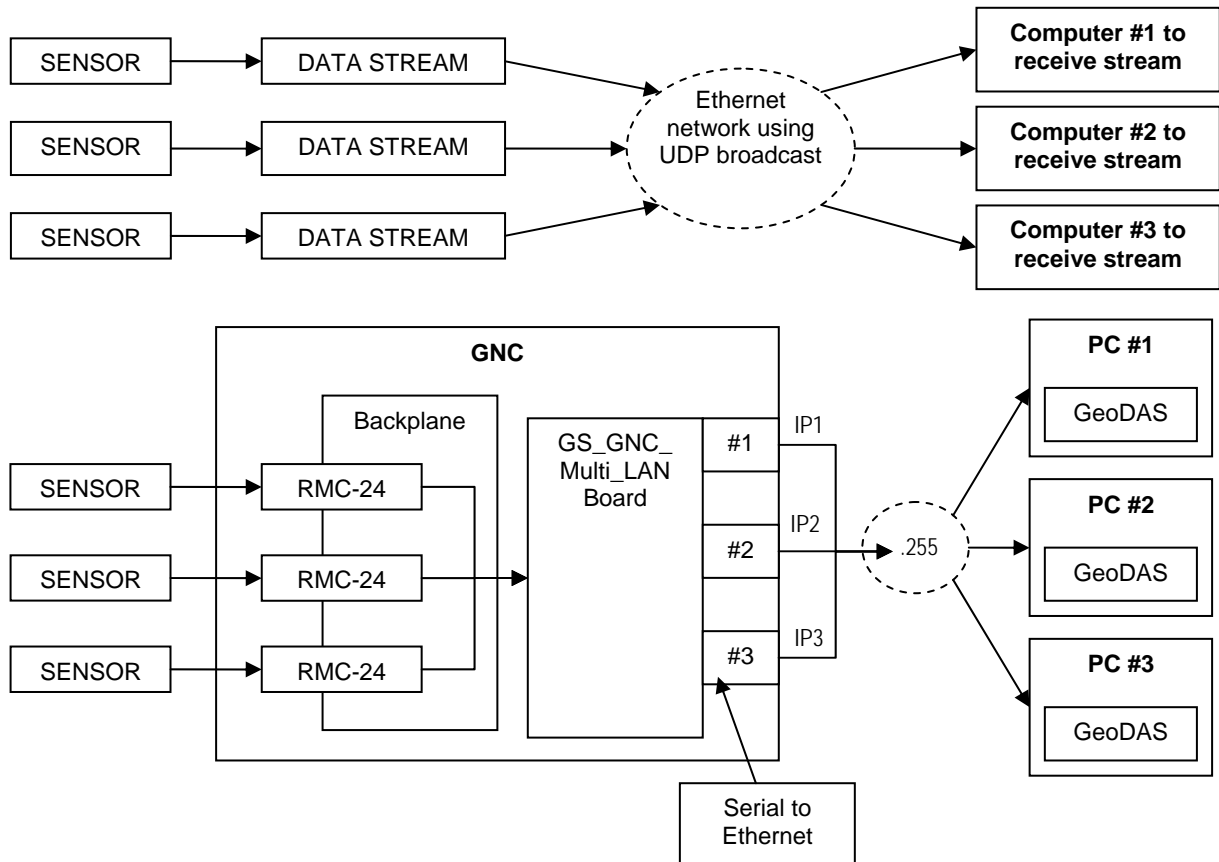 SENSOR
DATA STREAM
SENSOR
DATA STREAM
SENSOR
DATA STREAM
Ethernet
network using
UDP broadcast
Computer #1 to
receive stream
Computer #2 to
receive stream
Computer #3 to
receive stream
GNC
Backplane
SENSOR
RMC-24
SENSOR
RMC-24
SENSOR
RMC-24
GS_GNC_
Multi_LAN
Board
#1
#2
#3
IP1
IP2
IP3
.255
PC #1
GeoDAS
PC #2
GeoDAS
PC #3
GeoDAS
Serial to
Ethernet